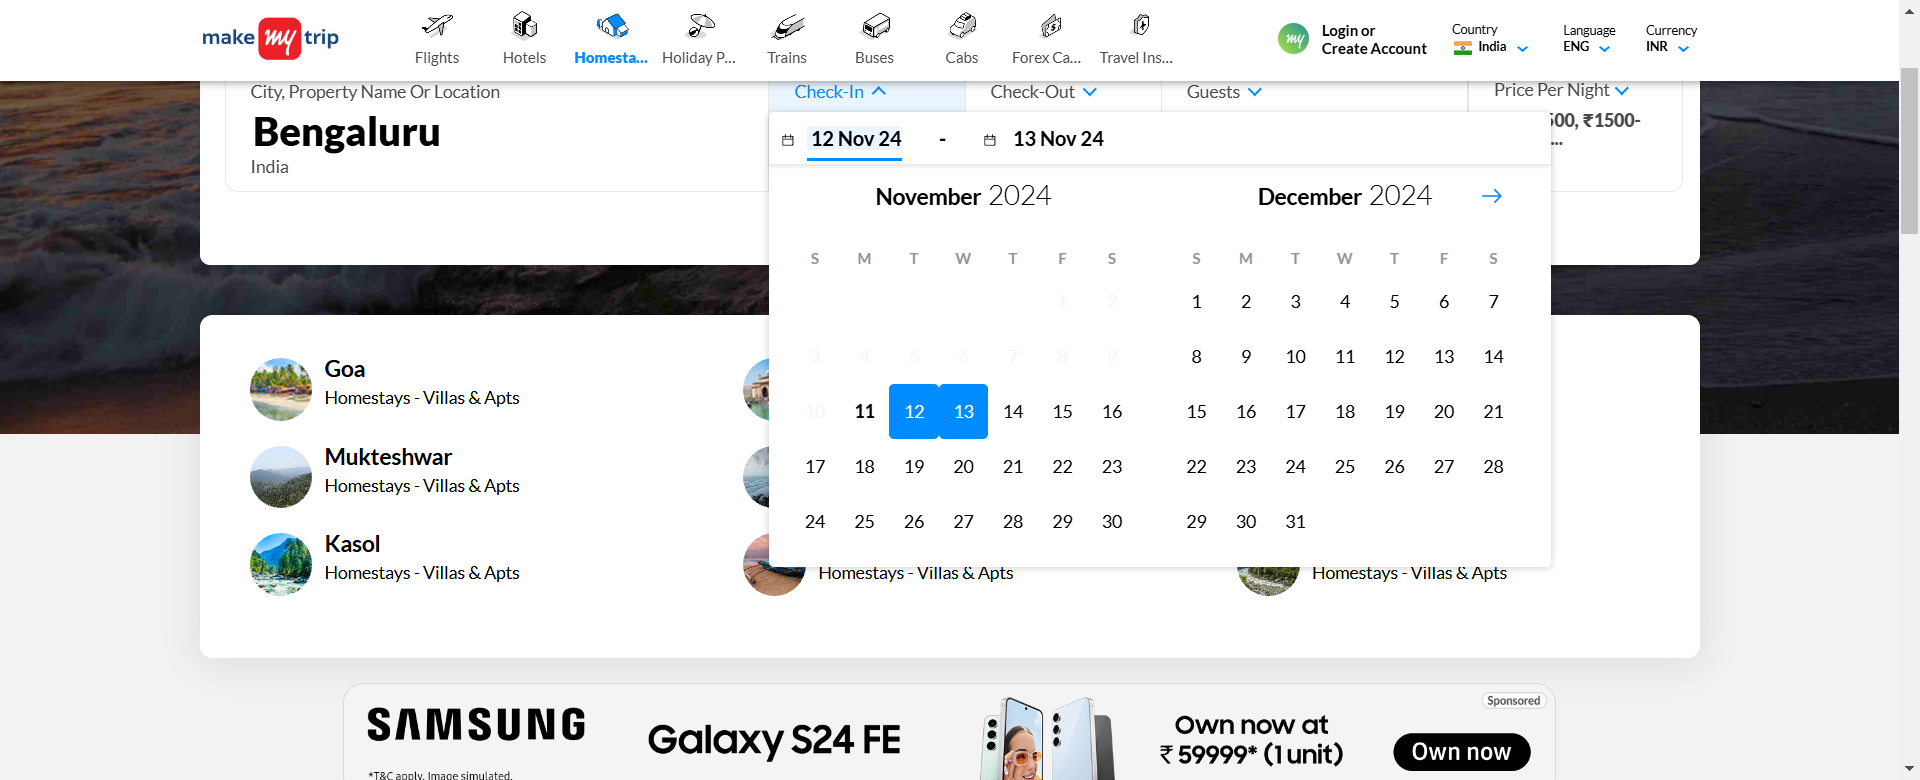 make my trip
Flights
Hotels
Homesta...
Holiday P...
Trains
Buses
Cabs
Forex Ca...
Travel Ins...
my
Login or
Create Account
Country
India
Language
ENG
Currency
INR
City, Property Name Or Location
Bengaluru
India
Check-In
Check-Out
Guests
Price Per Night
500, ₹1500-
...
12 Nov 24 - 13 Nov 24
November 2024
S M T W T F S
1 2
3 4 5 6 7 8 9
10 11 12 13 14 15 16
17 18 19 20 21 22 23
24 25 26 27 28 29 30
December 2024
S M T W T F S
1 2 3 4 5 6 7
8 9 10 11 12 13 14
15 16 17 18 19 20 21
22 23 24 25 26 27 28
29 30 31
Goa
Homestays - Villas & Apts
Mukteshwar
Homestays - Villas & Apts
Kasol
Homestays - Villas & Apts
Homestays - Villas & Apts
Homestays - Villas & Apts
SAMSUNG
*T&C apply. Image simulated.
Galaxy S24 FE
Own now at
₹ 59999* (1 unit)
Sponsored
Own now